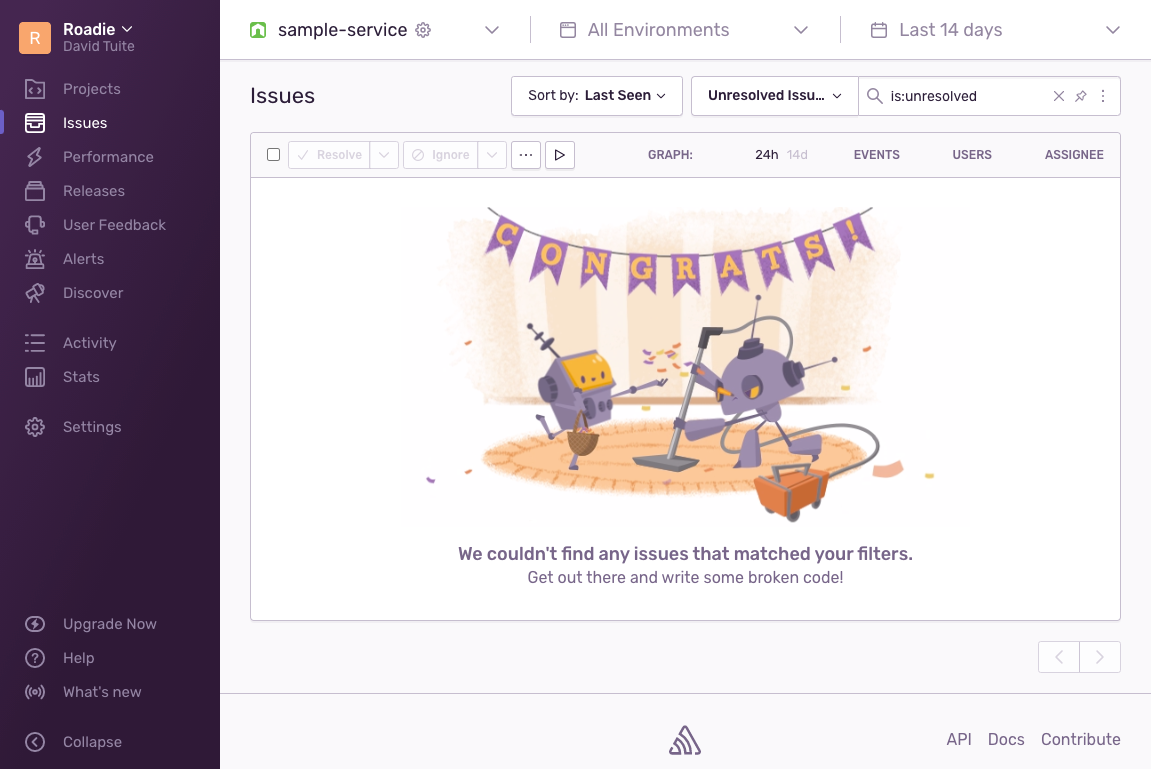 R
Roadie
David Tuite
Projects
Issues
Performance
Releases
User Feedback
Alerts
Discover
Activity
Stats
Settings
Upgrade Now
Help
What's new
Collapse
sample-service
All Environments
Last 14 days
Issues
Sort by: Last Seen
Unresolved Issu...
is:unresolved
Resolve
Ignore
GRAPH:
24h 14d
EVENTS
USERS
ASSIGNEE
CONGRATS!
We couldn't find any issues that matched your filters.
Get out there and write some broken code!
API Docs Contribute